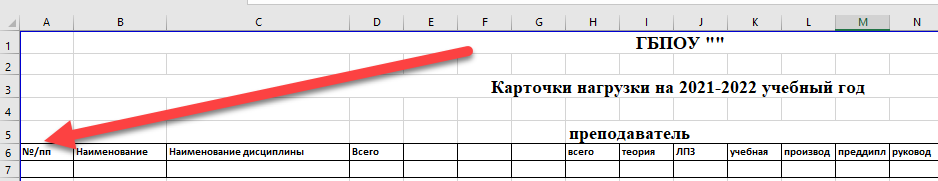 A B C D E F G H I J K L M N
1 ГБПОУ ""
2
3 Карточки нагрузки на 2021-2022 учебный год
4
5 преподаватель
6 №/пп Наименование Наименование дисциплины Всего всего теория ЛПЗ учебная производ преддипл руковод
7